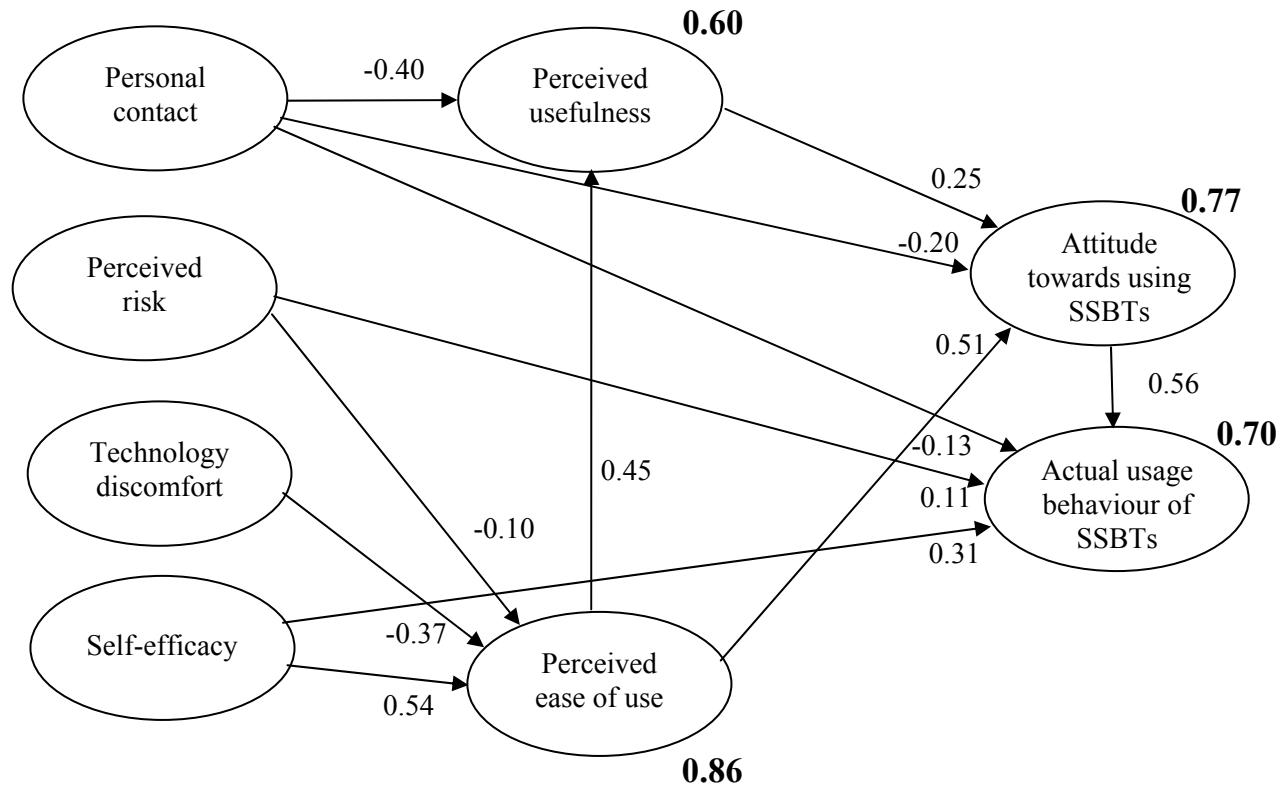 0.60
Personal
contact
-0.40
Perceived
usefulness
0.25
0.77
-0.20
Attitude
towards using
SSBTs
Perceived
risk
0.51
0.56
0.70
Technology
discomfort
0.45
-0.13
0.11
Actual usage
behaviour of
SSBTs
-0.10
0.31
Self-efficacy
-0.37
0.54
Perceived
ease of use
0.86